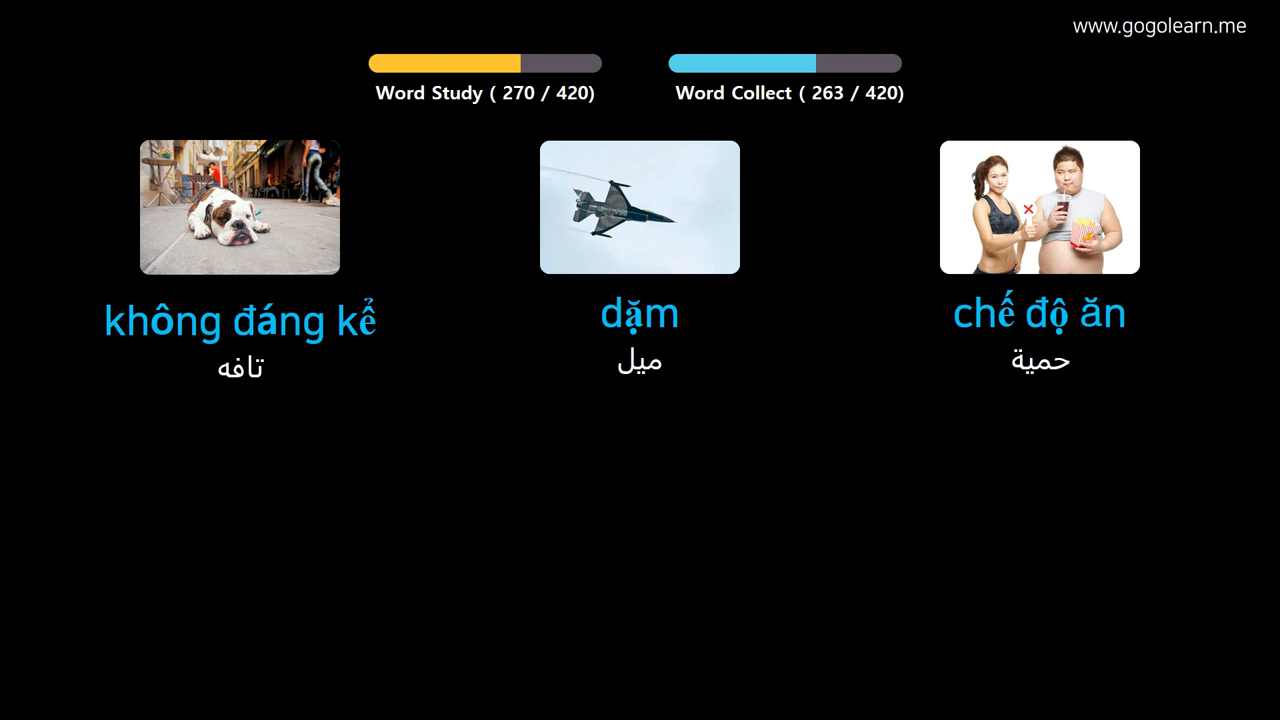 www.gogolearn.me
Word Study ( 270 / 420)
Word Collect ( 263 / 420)
không đáng kể
تافه
dặm
ميل
chế độ ăn
حمية